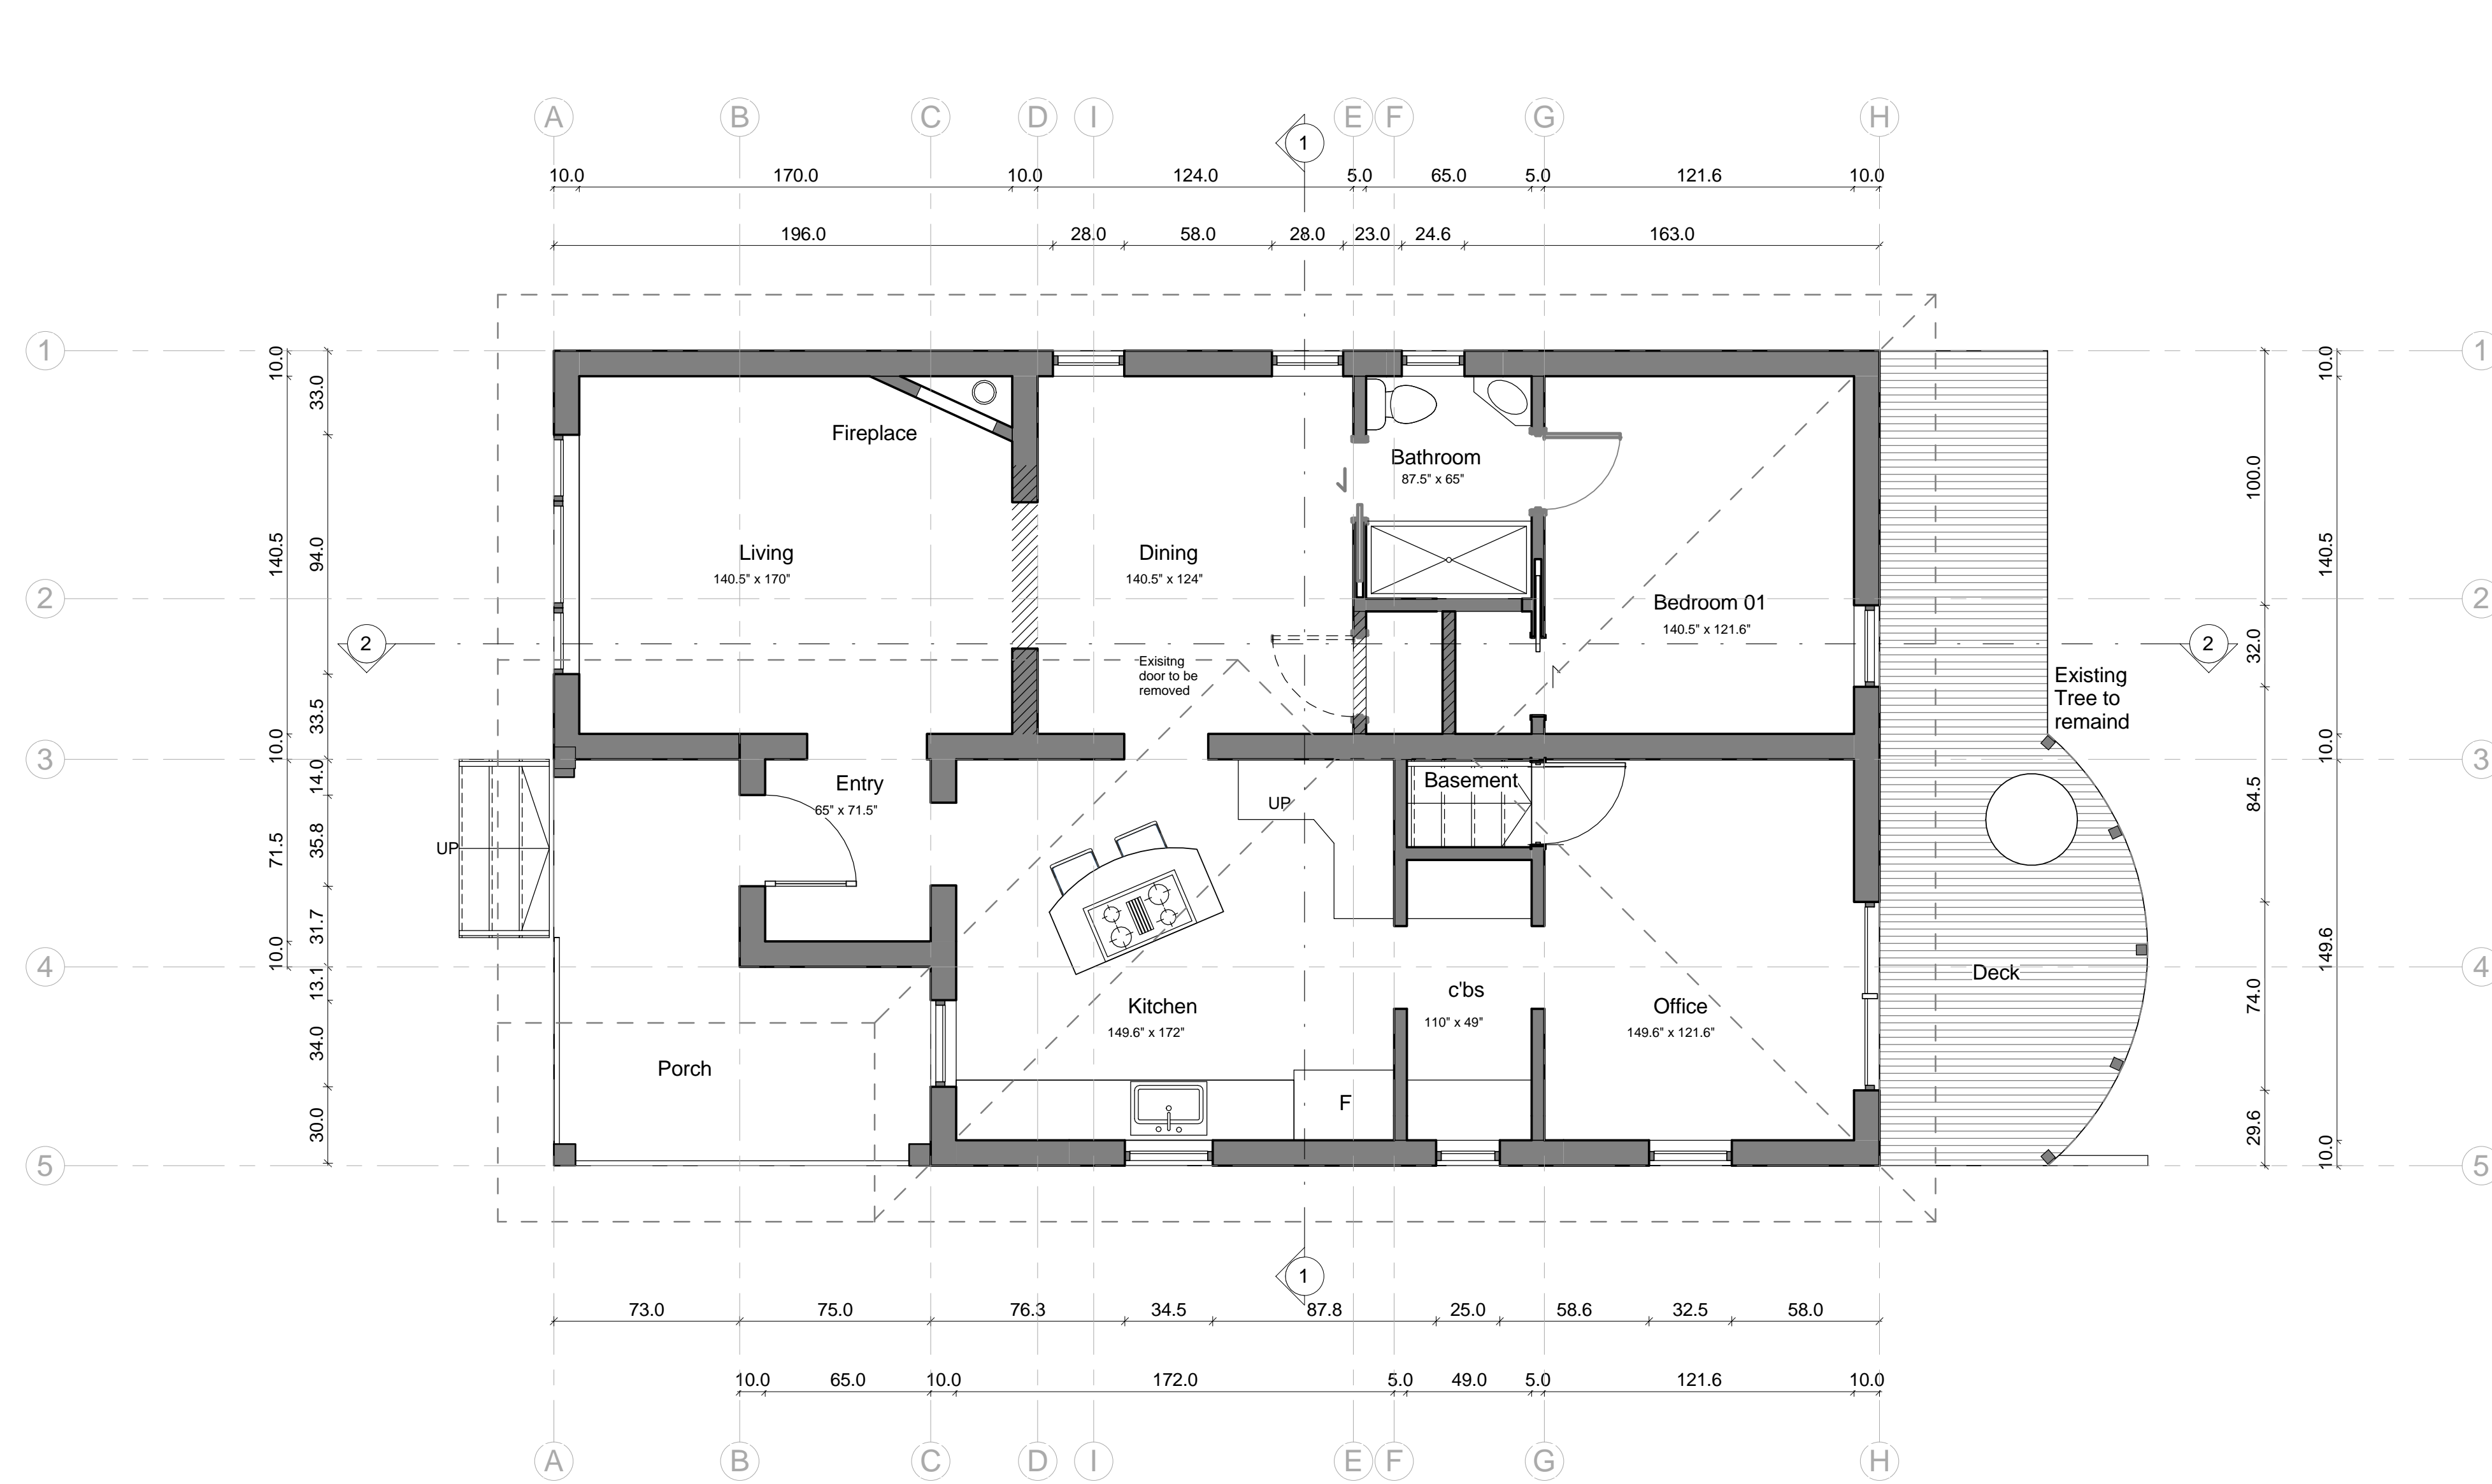 A B C D I E F G H
1
10.0 170.0 10.0 124.0 5.0 65.0 5.0 121.6 10.0
196.0 28.0 58.0 28.0 23.0 24.6 163.0
1 1
10.0 33.0 10.0
Fireplace
Bathroom
87.5" x 65"
100.0
140.5 94.0 140.5
Living
140.5" x 170"
Dining
140.5" x 124"
2 2
Bedroom 01
140.5" x 121.6"
2 2
32.0
Exisitng
door to be
removed
Existing
Tree to
remaind
33.5
10.0 10.0
3 3
14.0
Entry
65" x 71.5"
Basement
UP
84.5
UP
71.5 35.8
31.7
10.0
149.6
4 4
13.1
Deck
c'bs
110" x 49"
Kitchen
149.6" x 172"
Office
149.6" x 121.6"
74.0
34.0
Porch
F
30.0 29.6 10.0
5 5
1
73.0 75.0 76.3 34.5 87.8 25.0 58.6 32.5 58.0
10.0 65.0 10.0 172.0 5.0 49.0 5.0 121.6 10.0
A B C D I E F G H